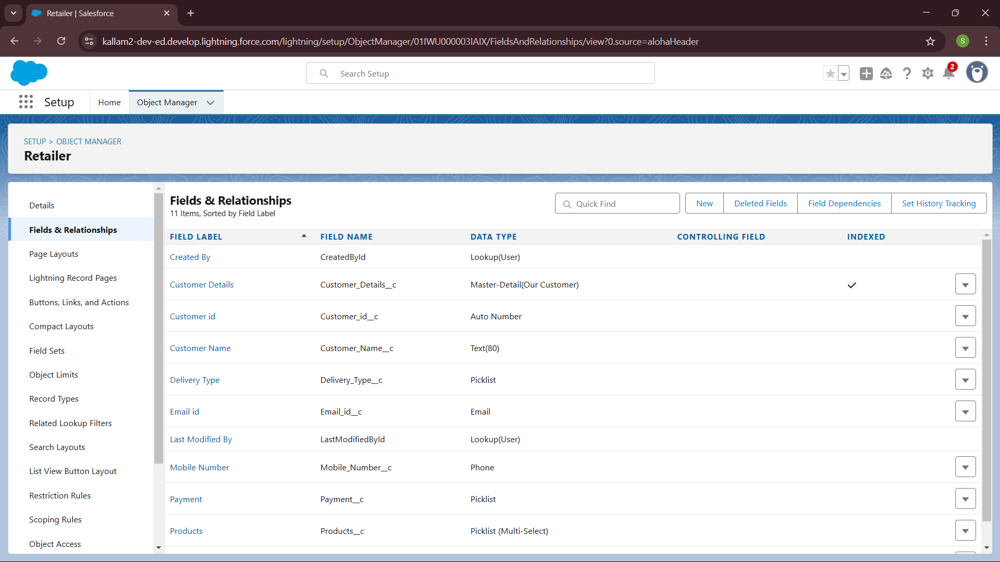 Retailer | Salesforce
kallam2-dev-ed.develop.lightning.force.com/lightning/setup/ObjectManager/01IWU000003IAIX/FieldsAndRelationships/view?0.source=alohaHeader
S
Search Setup
2
Setup
Home
Object Manager
SETUP > OBJECT MANAGER
Retailer
Details
Fields & Relationships
Page Layouts
Lightning Record Pages
Buttons, Links, and Actions
Compact Layouts
Field Sets
Object Limits
Record Types
Related Lookup Filters
Search Layouts
List View Button Layout
Restriction Rules
Scoping Rules
Object Access
Fields & Relationships
11 Items, Sorted by Field Label
Quick Find
New
Deleted Fields
Field Dependencies
Set History Tracking
FIELD LABEL FIELD NAME DATA TYPE CONTROLLING FIELD INDEXED
Created By CreatedById Lookup(User)
Customer Details Customer_Details__c Master-Detail(Our Customer)
Customer id Customer_id__c Auto Number
Customer Name Customer_Name__c Text(80)
Delivery Type Delivery_Type__c Picklist
Email id Email_id__c Email
Last Modified By LastModifiedById Lookup(User)
Mobile Number Mobile_Number__c Phone
Payment Payment__c Picklist
Products Products__c Picklist (Multi-Select)